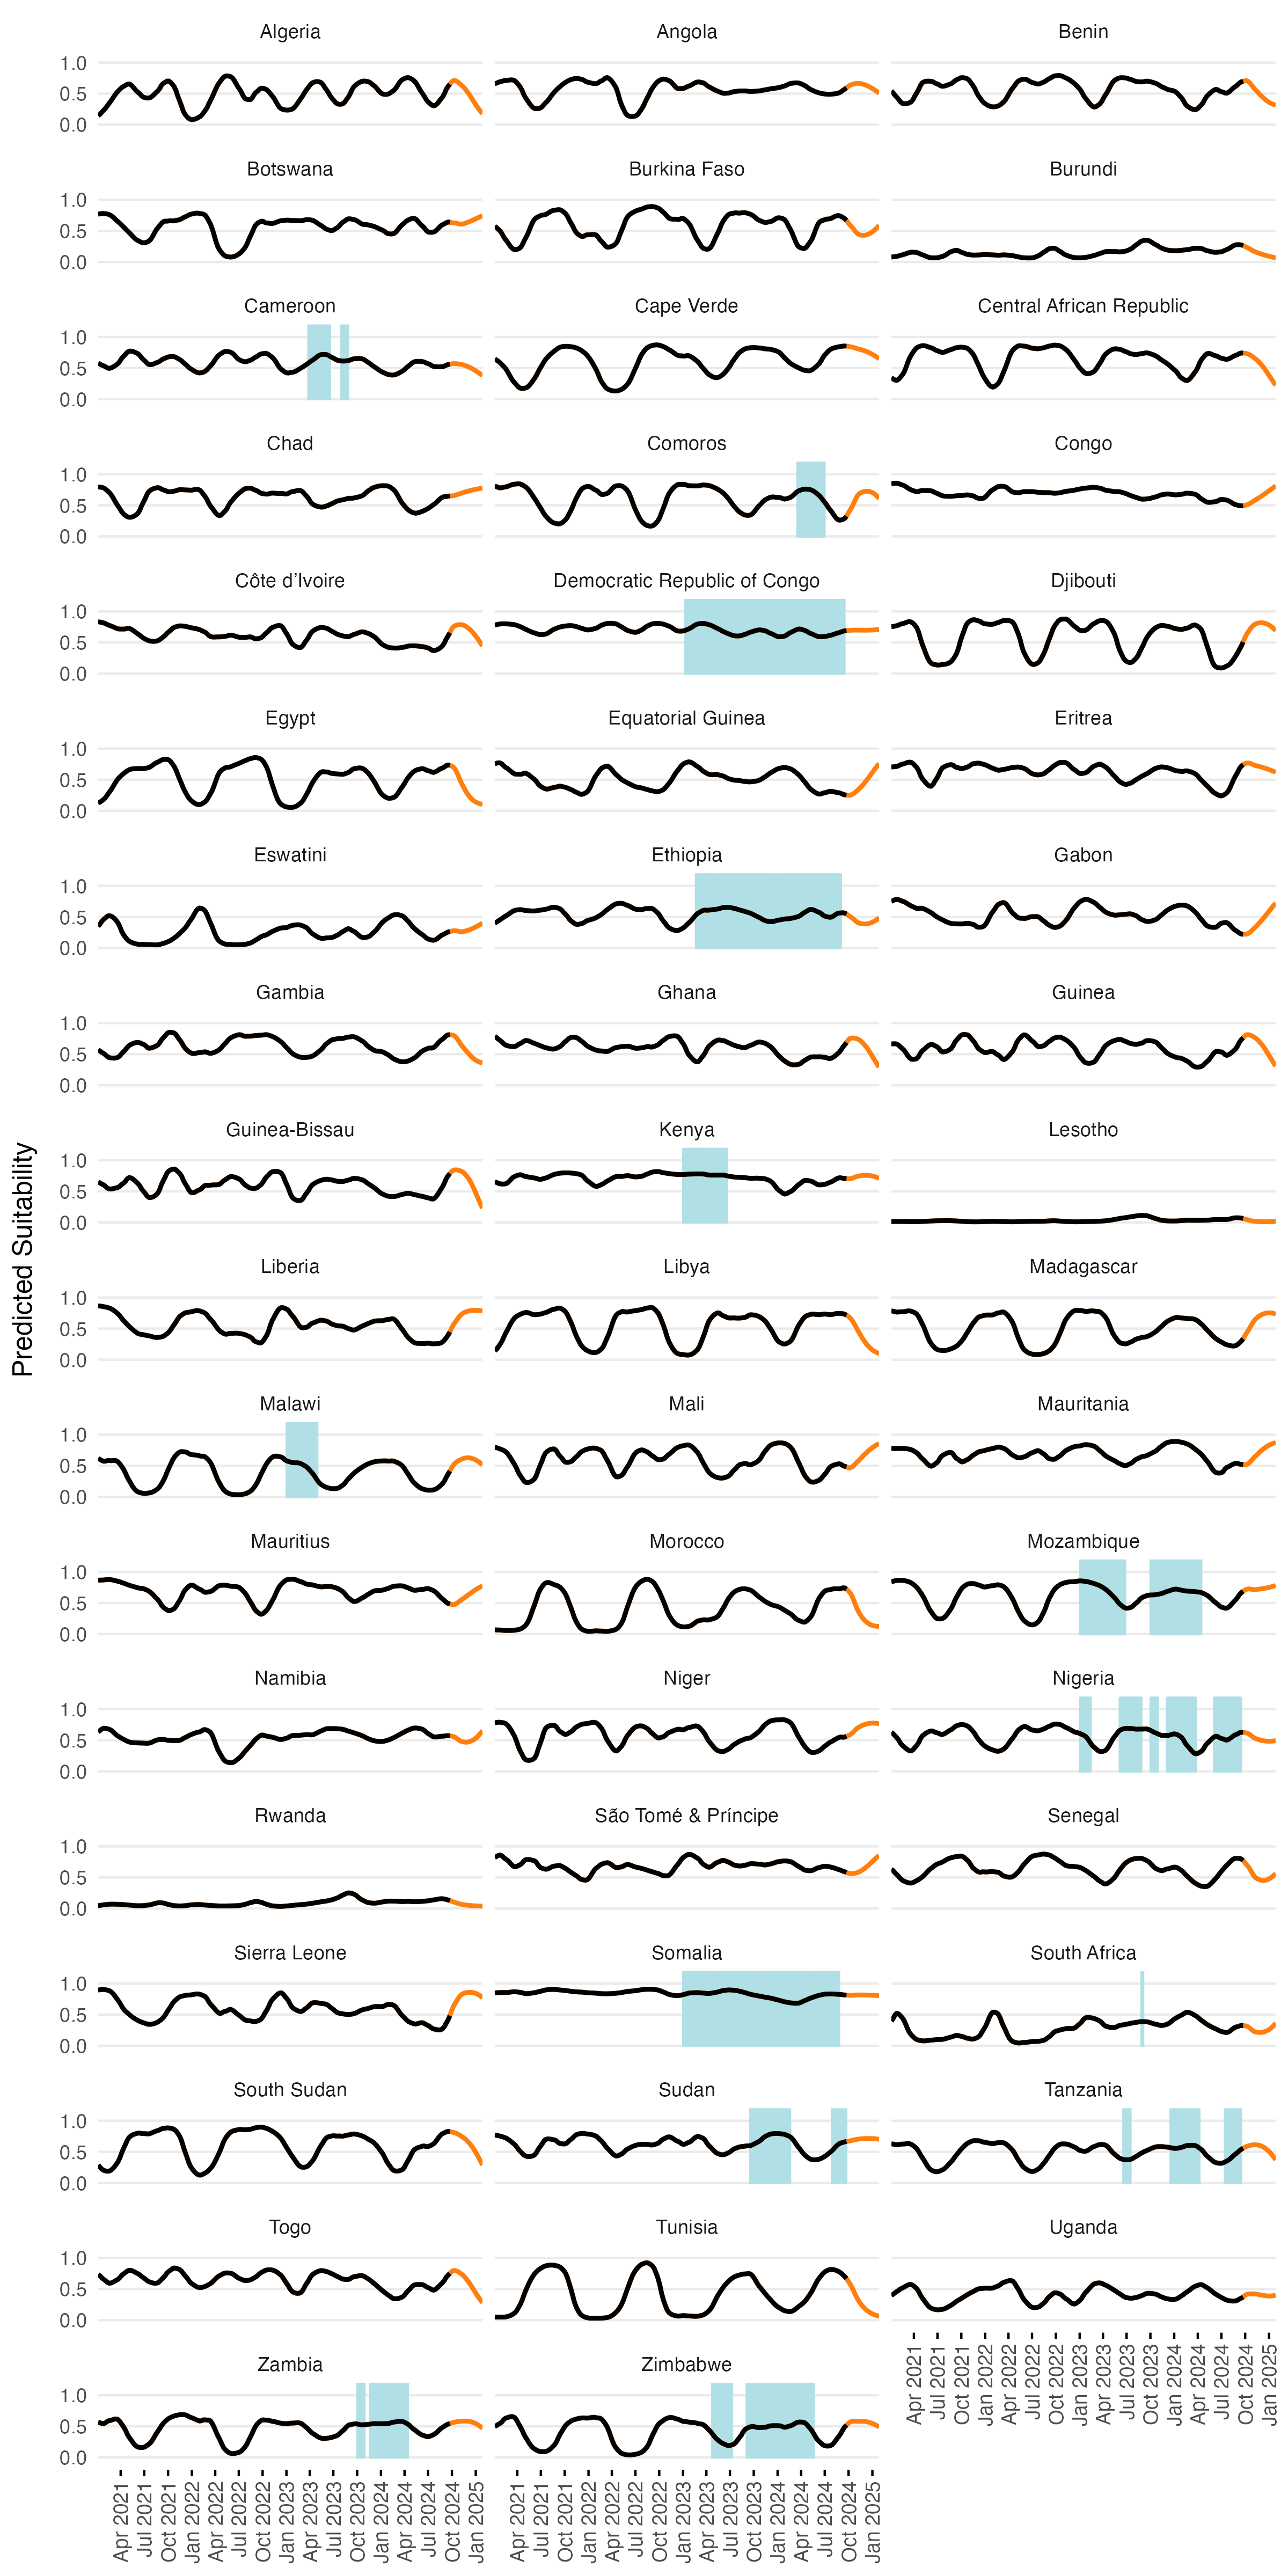 Algeria Angola Benin
1.0
0.5
0.0
Botswana Burkina Faso Burundi
1.0
0.5
0.0
Cameroon Cape Verde Central African Republic
1.0
0.5
0.0
Chad Comoros Congo
1.0
0.5
0.0
Côte d’Ivoire Democratic Republic of Congo Djibouti
1.0
0.5
0.0
Egypt Equatorial Guinea Eritrea
1.0
0.5
0.0
Eswatini Ethiopia Gabon
1.0
0.5
0.0
Gambia Ghana Guinea
1.0
0.5
0.0
Guinea-Bissau Kenya Lesotho
1.0
0.5
0.0
Predicted Suitability
Liberia Libya Madagascar
1.0
0.5
0.0
Malawi Mali Mauritania
1.0
0.5
0.0
Mauritius Morocco Mozambique
1.0
0.5
0.0
Namibia Niger Nigeria
1.0
0.5
0.0
Rwanda São Tomé & Príncipe Senegal
1.0
0.5
0.0
Sierra Leone Somalia South Africa
1.0
0.5
0.0
South Sudan Sudan Tanzania
1.0
0.5
0.0
Togo Tunisia Uganda
1.0
0.5
0.0
Apr 2021 Jul 2021 Oct 2021 Jan 2022 Apr 2022 Jul 2022 Oct 2022 Jan 2023 Apr 2023 Jul 2023 Oct 2023 Jan 2024 Apr 2024 Jul 2024 Oct 2024 Jan 2025
Zambia Zimbabwe
1.0
0.5
0.0
Apr 2021 Jul 2021 Oct 2021 Jan 2022 Apr 2022 Jul 2022 Oct 2022 Jan 2023 Apr 2023 Jul 2023 Oct 2023 Jan 2024 Apr 2024 Jul 2024 Oct 2024 Jan 2025
Apr 2021 Jul 2021 Oct 2021 Jan 2022 Apr 2022 Jul 2022 Oct 2022 Jan 2023 Apr 2023 Jul 2023 Oct 2023 Jan 2024 Apr 2024 Jul 2024 Oct 2024 Jan 2025